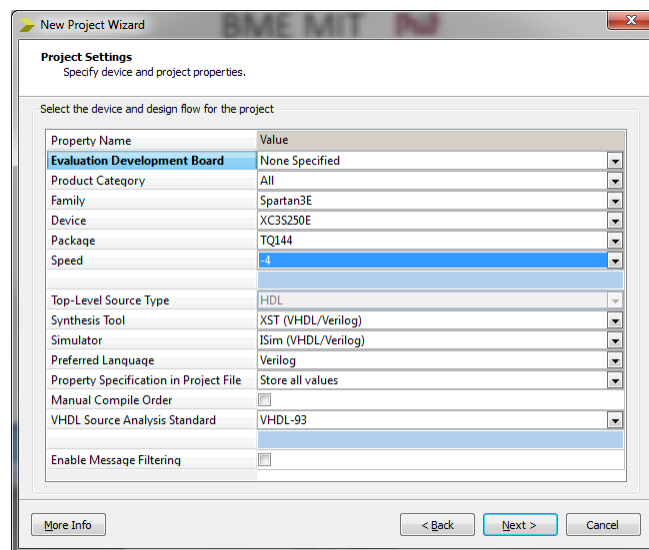 New Project Wizard
BME MIT
Project Settings
Specify device and project properties.
Select the device and design flow for the project
Property Name Value
Evaluation Development Board None Specified
Product Category All
Family Spartan3E
Device XC3S250E
Package TQ144
Speed -4
Top-Level Source Type HDL
Synthesis Tool XST (VHDL/Verilog)
Simulator ISim (VHDL/Verilog)
Preferred Language Verilog
Property Specification in Project File Store all values
Manual Compile Order
VHDL Source Analysis Standard VHDL-93
Enable Message Filtering
More Info < Back Next > Cancel